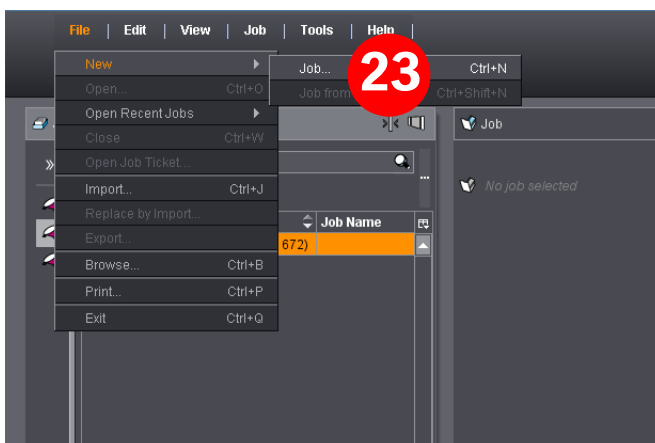 File | Edit | View | Job | Tools | Help |
New
Job... Ctrl+N
23
Open... Ctrl+O
Job from Ctrl+Shift+N
Open Recent Jobs
Job
Close Ctrl+W
Open Job Ticket...
Import... Ctrl+J
No job selected
Replace by Import...
Job Name
Export...
672)
Browse... Ctrl+B
Print... Ctrl+P
Exit Ctrl+Q